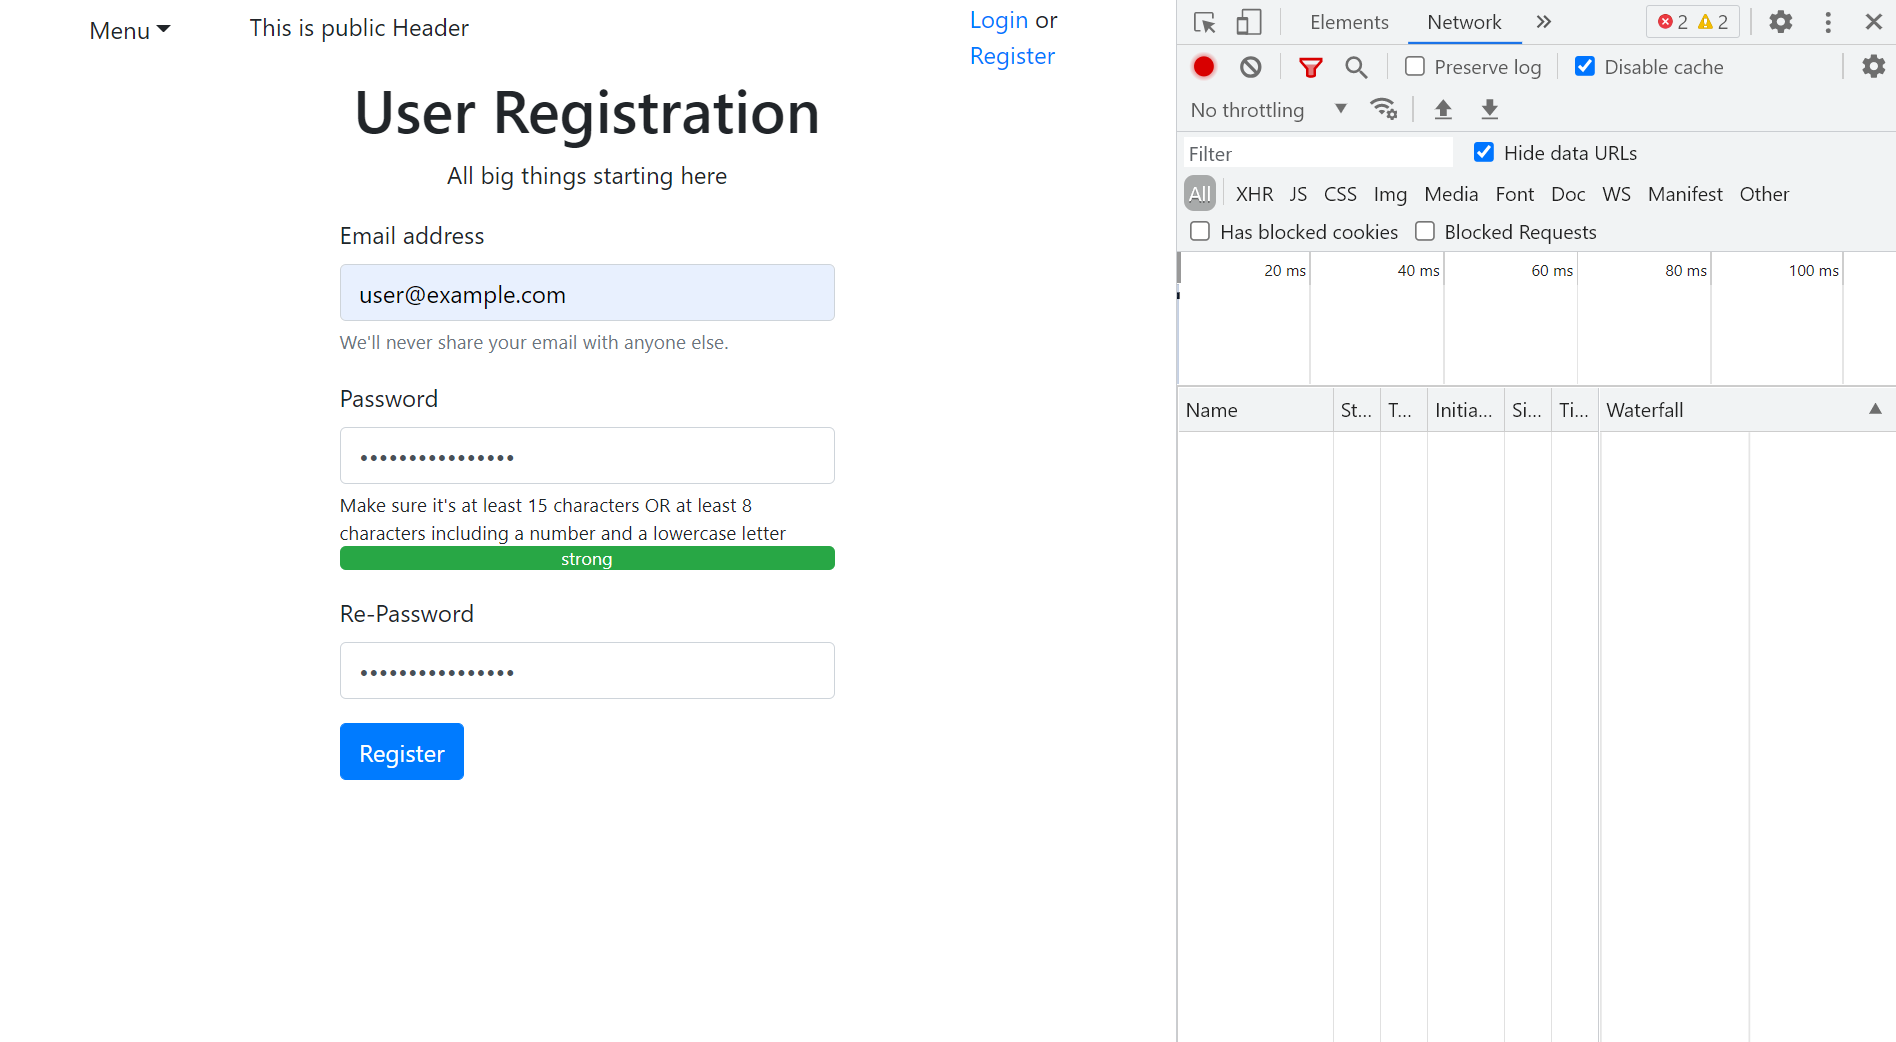 Menu
This is public Header
Login or
Register
User Registration
All big things starting here
Email address
user@example.com
We'll never share your email with anyone else.
Password
••••••••••••••••
Make sure it's at least 15 characters OR at least 8
characters including a number and a lowercase letter
strong
Re-Password
••••••••••••••••
Register
Elements Network 2 2
Preserve log Disable cache
No throttling
Filter Hide data URLs
All XHR JS CSS Img Media Font Doc WS Manifest Other
Has blocked cookies Blocked Requests
20 ms 40 ms 60 ms 80 ms 100 ms
Name St... T... Initia... Si... Ti... Waterfall